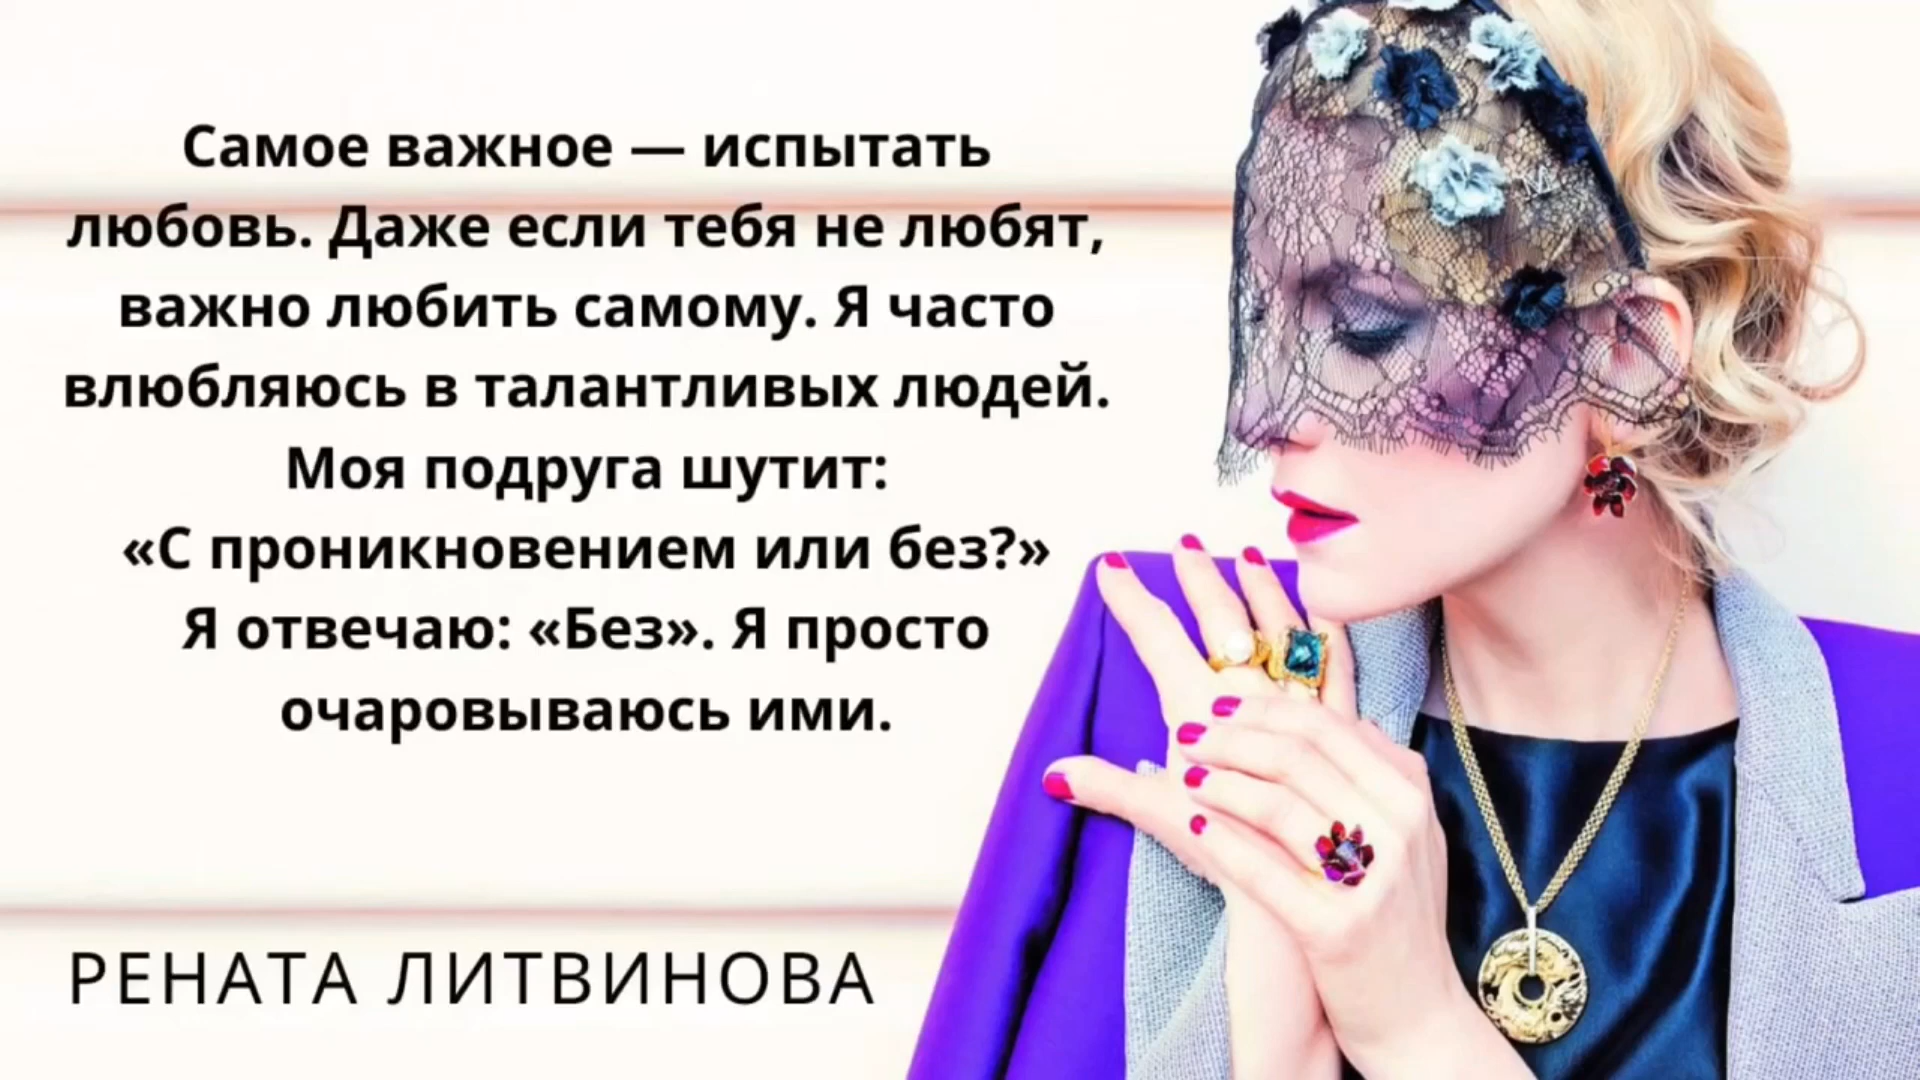 Самое важное — испытать
любовь. Даже если тебя не любят,
важно любить самому. Я часто
влюбляюсь в талантливых людей.
Моя подруга шутит:
«С проникновением или без?»
Я отвечаю: «Без». Я просто
очаровываюсь ими.
РЕНАТА ЛИТВИНОВА